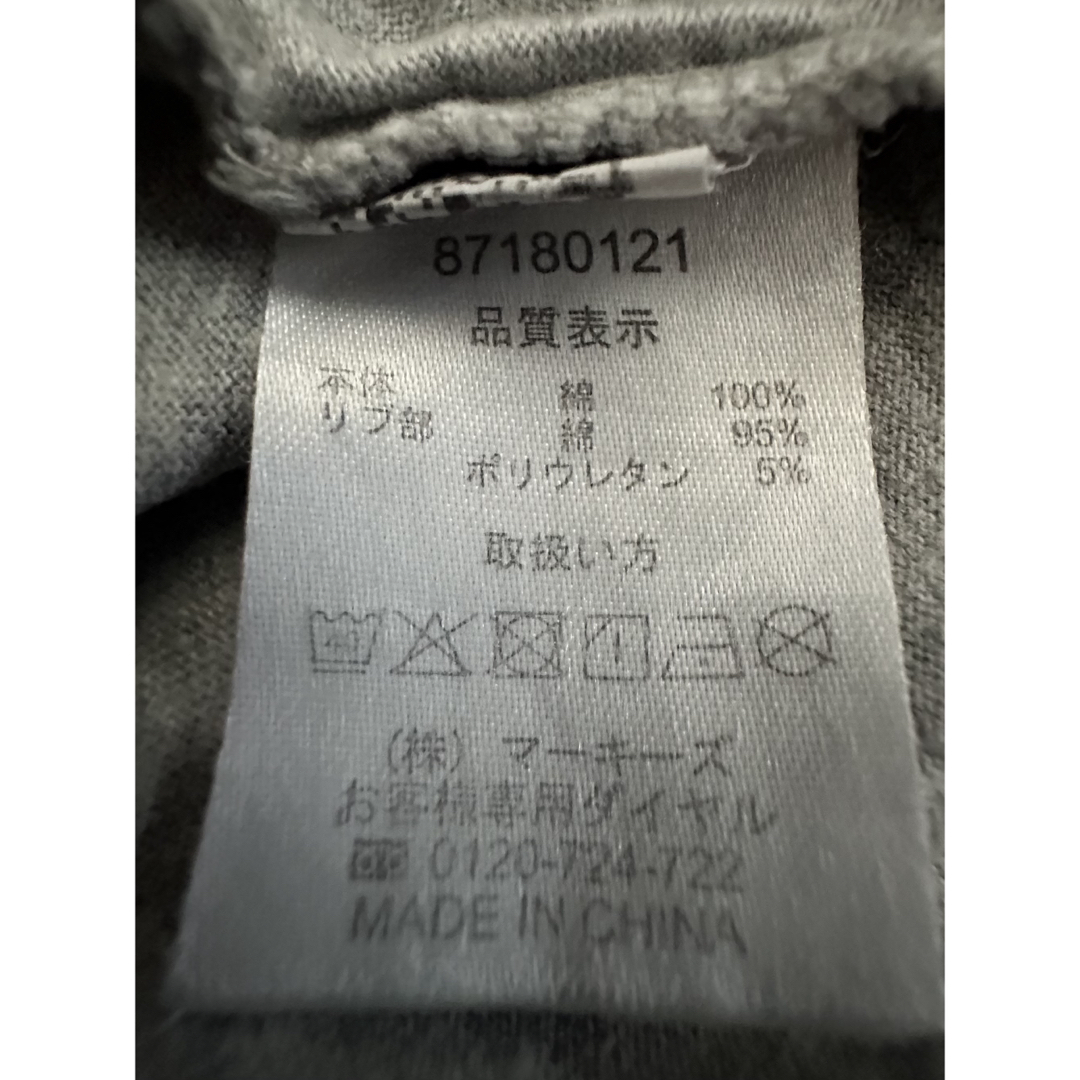 87180121
品質表示
本体 綿 100%
リブ部 綿 95%
ポリウレタン 5%
取扱い方
40
(株) マーキーズ
お客様専用ダイヤル
0120-724-722
MADE IN CHINA